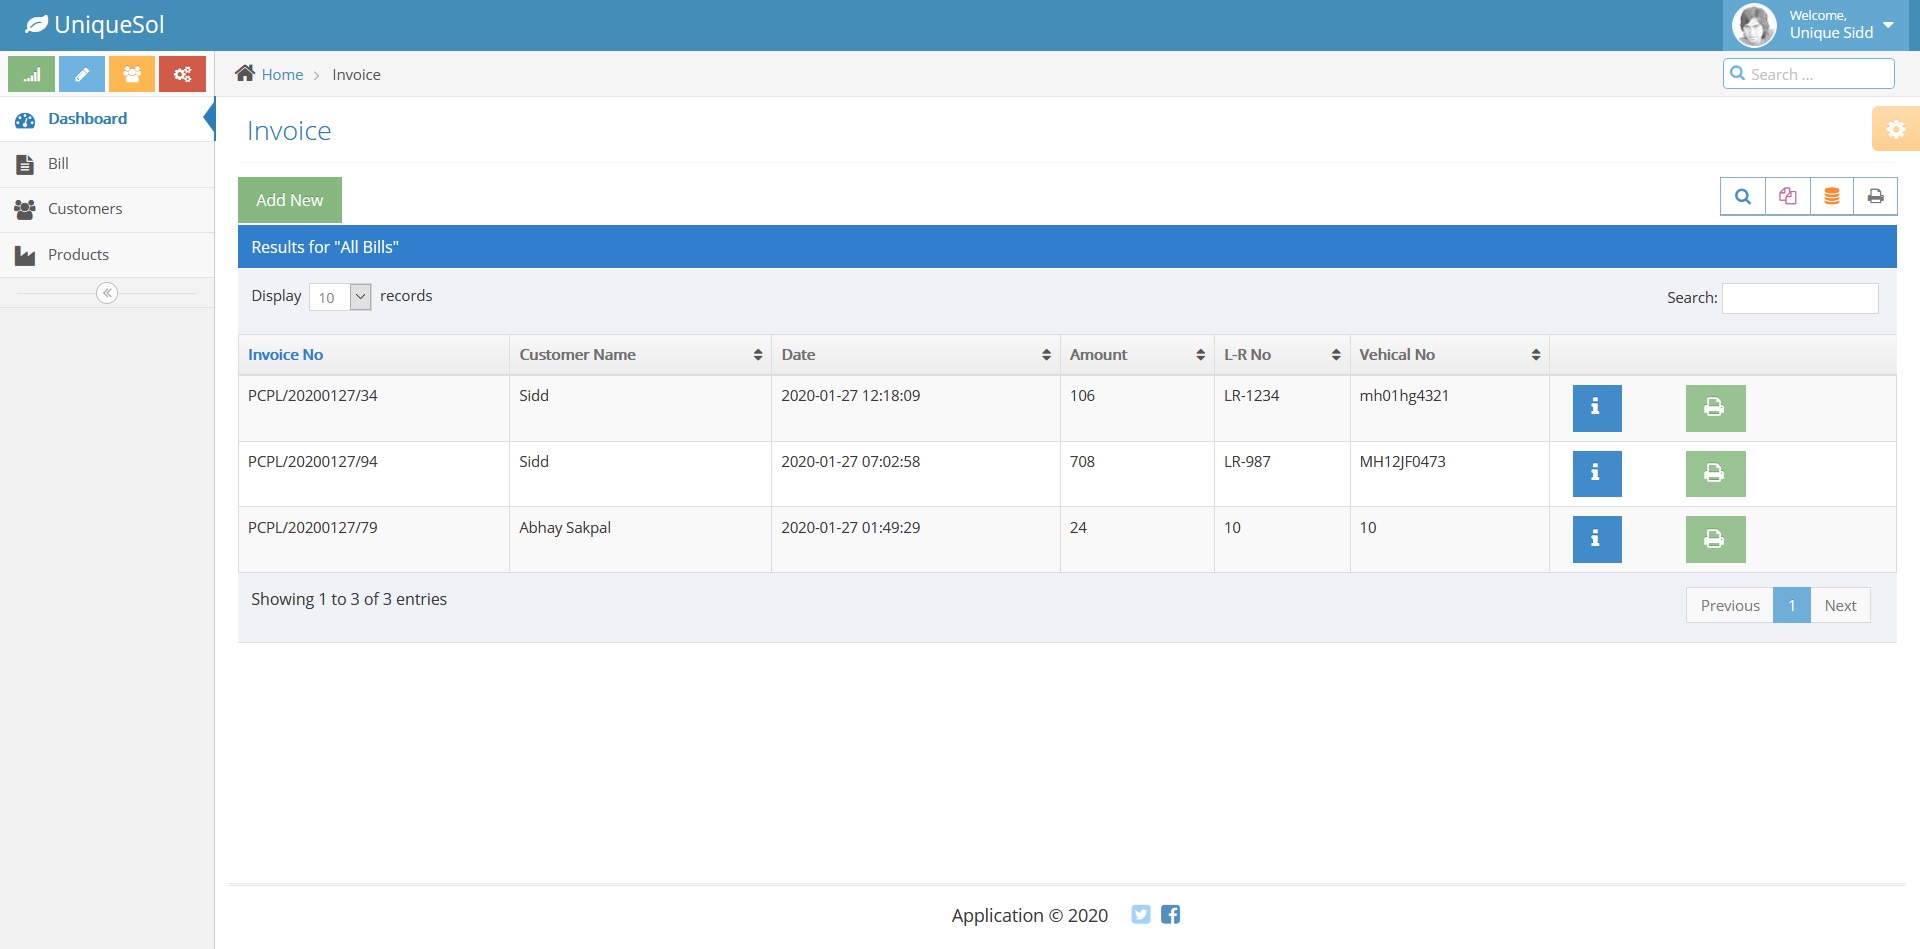 UniqueSol
Welcome,
Unique Sidd
Home > Invoice
Search ...
Dashboard
Bill
Customers
Products
Invoice
Add New
Results for "All Bills"
Display 10 records
Search:
Invoice No Customer Name Date Amount L-R No Vehical No
PCPL/20200127/34 Sidd 2020-01-27 12:18:09 106 LR-1234 mh01hg4321
PCPL/20200127/94 Sidd 2020-01-27 07:02:58 708 LR-987 MH12JF0473
PCPL/20200127/79 Abhay Sakpal 2020-01-27 01:49:29 24 10 10
Showing 1 to 3 of 3 entries
Previous 1 Next
Application © 2020